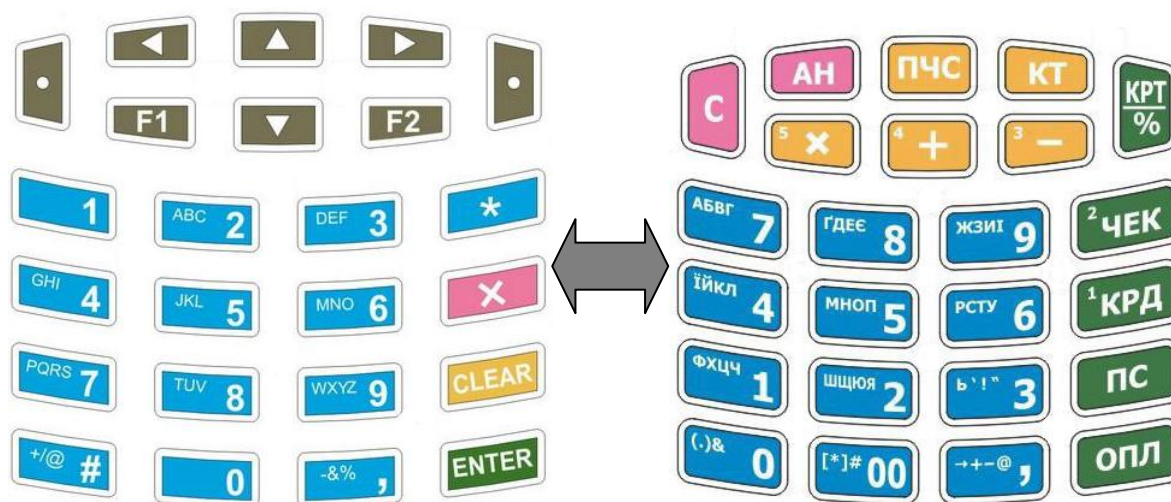 F1 F2
1 ABC 2 DEF 3 *
GHI 4 JKL 5 MNO 6 ×
PQRS 7 TUV 8 WXYZ 9 CLEAR
+/@ # 0 -&% , ENTER
С АН ПЧС КТ КРТ
%
5 × 4 + 3 −
АБВГ 7 ҐДЕЄ 8 ЖЗИІ 9 2 ЧЕК
ЇЙКЛ 4 МНОП 5 РСТУ 6 1 КРД
ФХЦЧ 1 ШЩЮЯ 2 Ь‵!" 3 ПС
(.)& 0 [*]# 00 →+-@ , ОПЛ